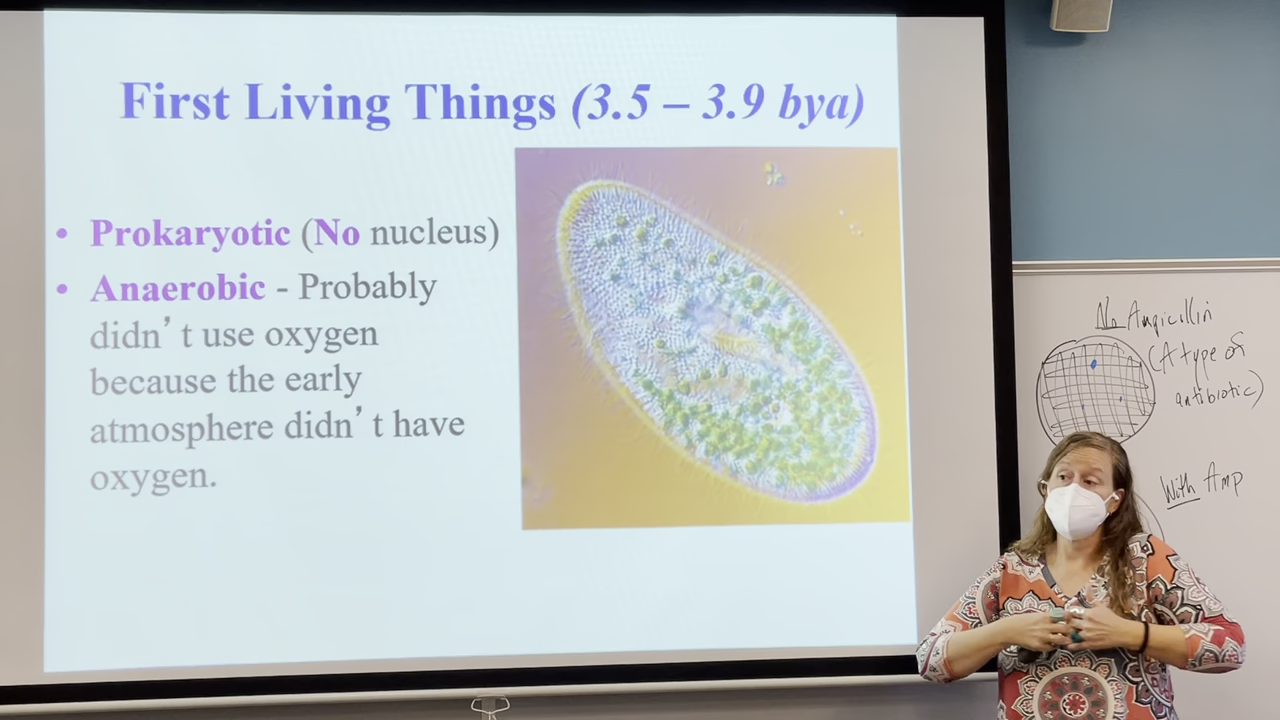 First Living Things (3.5 – 3.9 bya)
• Prokaryotic (No nucleus)
• Anaerobic - Probably
didn’t use oxygen
because the early
atmosphere didn’t have
oxygen.
No Ampicillin
(A type of
antibiotic)
With Amp